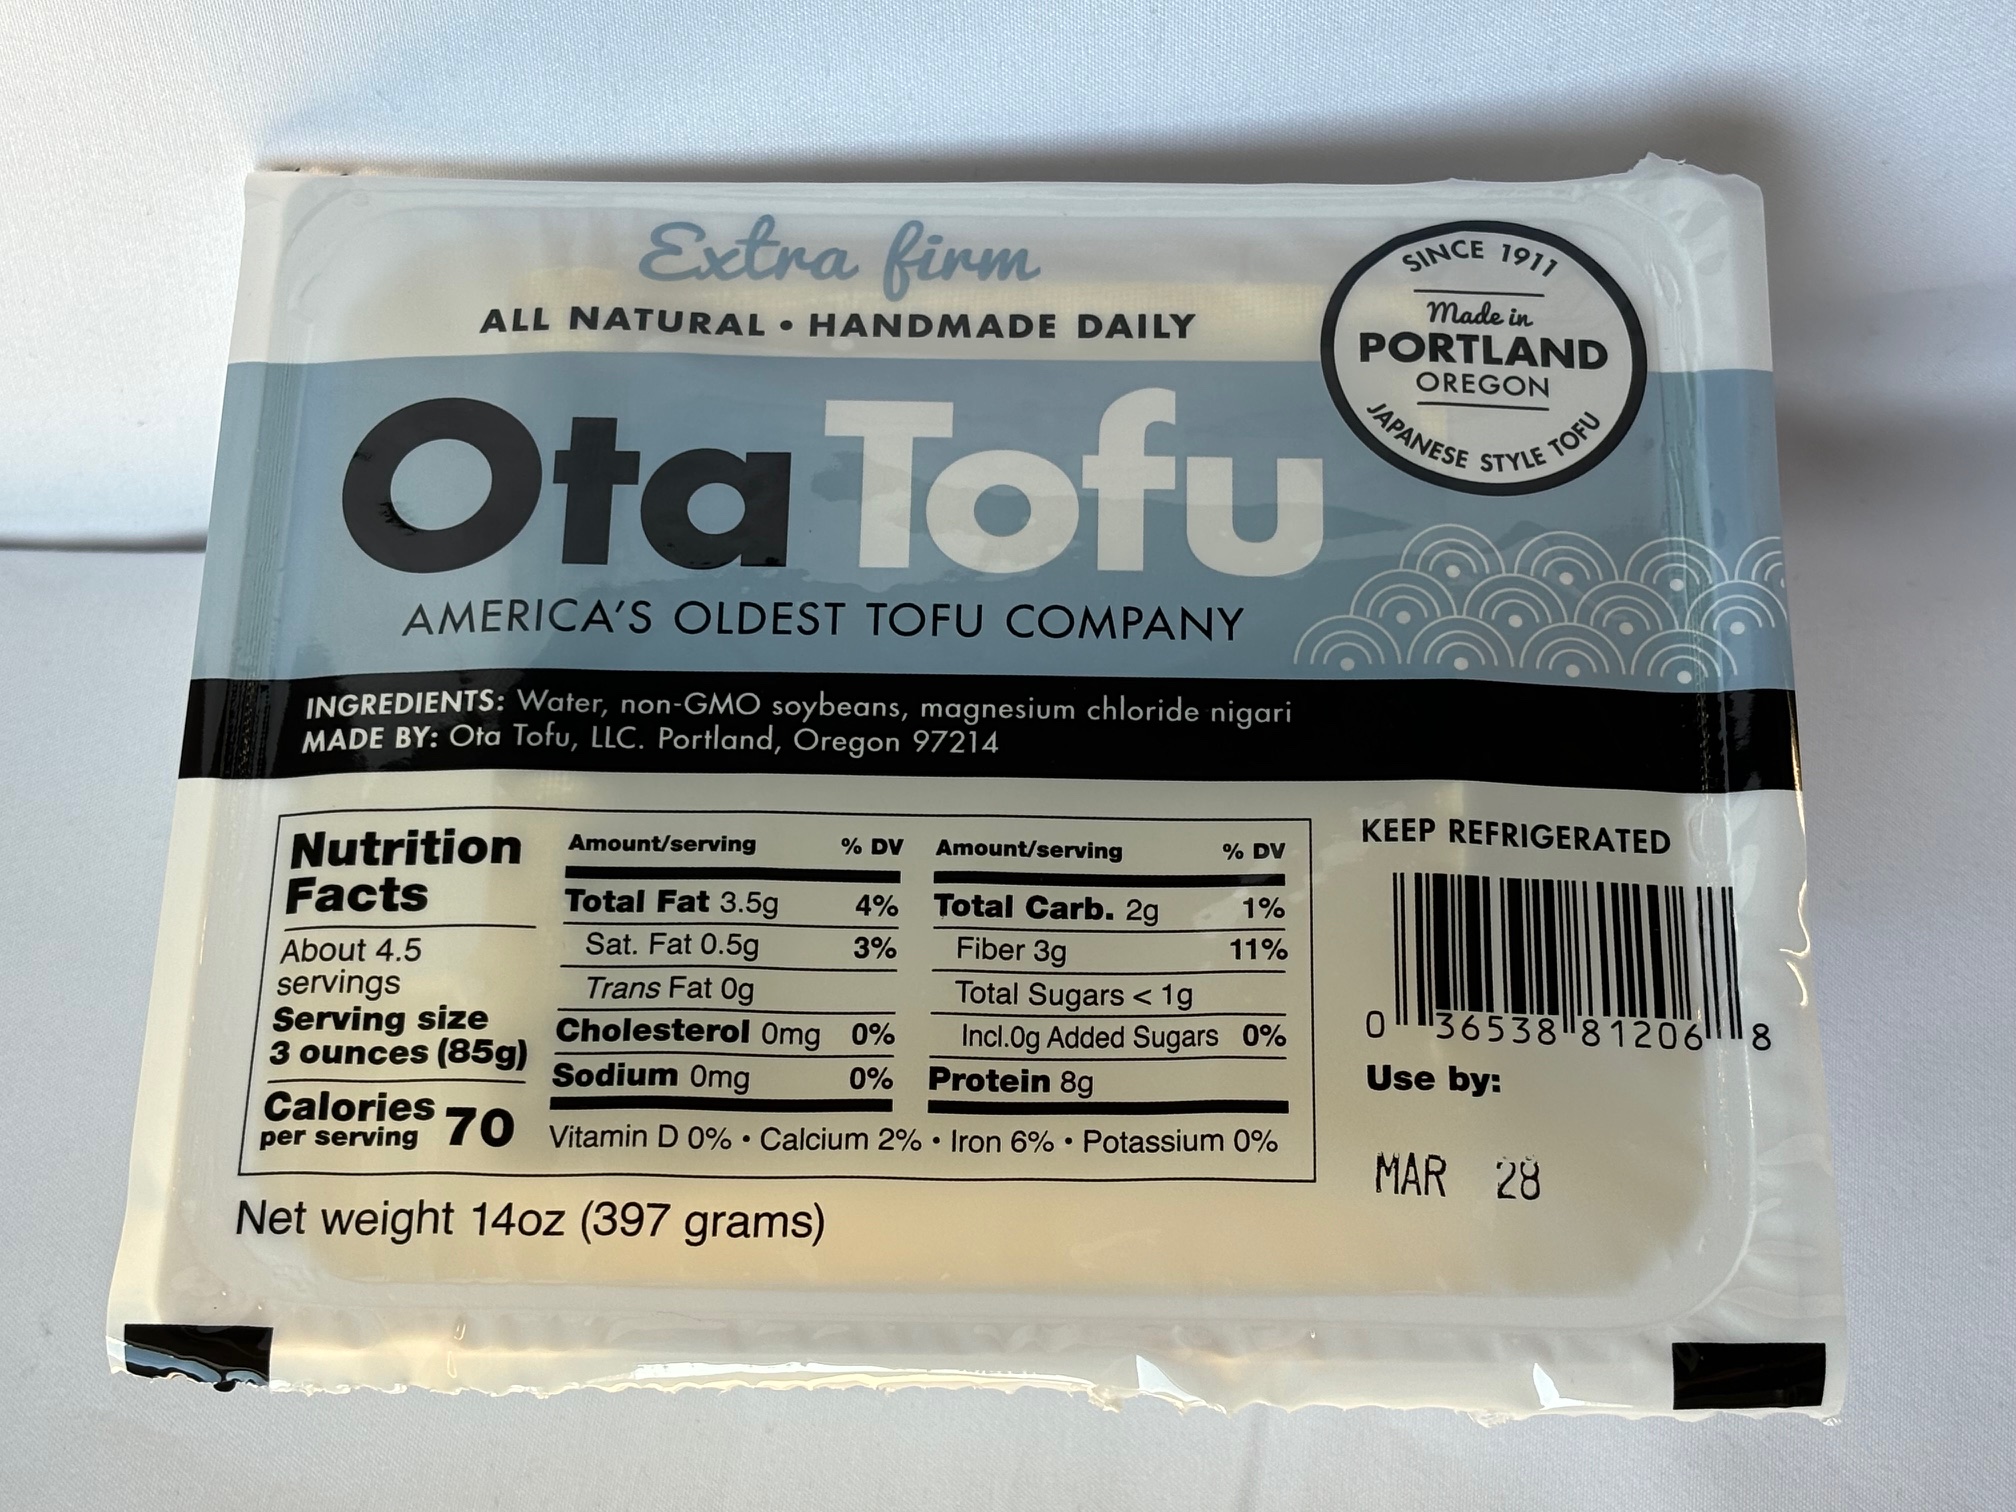 Extra firm
ALL NATURAL • HANDMADE DAILY
SINCE 1911
Made in
PORTLAND
OREGON
JAPANESE STYLE TOFU
Ota Tofu
AMERICA'S OLDEST TOFU COMPANY
INGREDIENTS: Water, non-GMO soybeans, magnesium chloride nigari
MADE BY: Ota Tofu, LLC. Portland, Oregon 97214
Nutrition
Facts
About 4.5
servings
Serving size
3 ounces (85g)
Calories 70
per serving
Amount/serving % DV
Total Fat 3.5g 4%
Sat. Fat 0.5g 3%
Trans Fat 0g
Cholesterol 0mg 0%
Sodium 0mg 0%
Amount/serving % DV
Total Carb. 2g 1%
Fiber 3g 11%
Total Sugars < 1g
Incl.0g Added Sugars 0%
Protein 8g
Vitamin D 0% • Calcium 2% • Iron 6% • Potassium 0%
Net weight 14oz (397 grams)
KEEP REFRIGERATED
0 36538 81206 8
Use by:
MAR 28